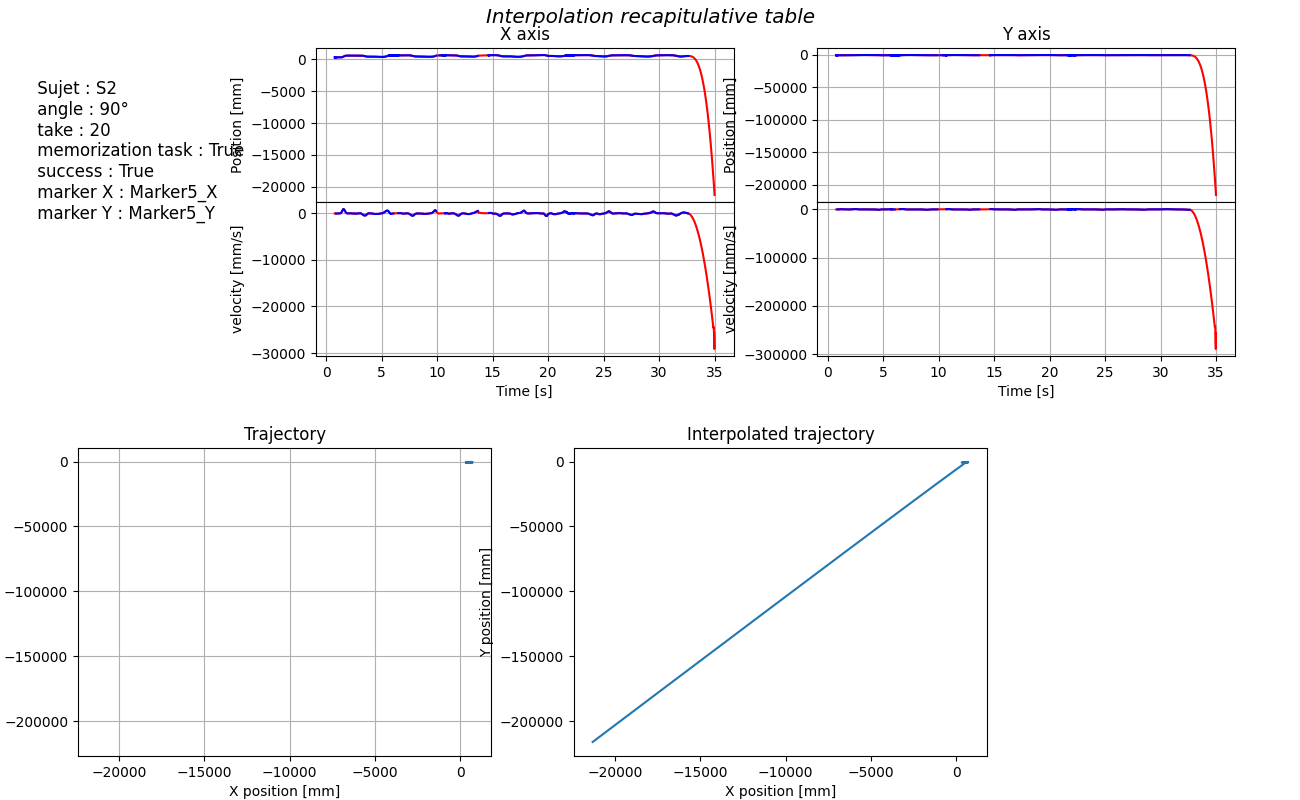 Interpolation recapitulative table
X axis
Y axis
Sujet : S2
angle : 90°
take : 20
memorization task : True
success : True
marker X : Marker5_X
marker Y : Marker5_Y
Position [mm]
0
−5000
−10000
−15000
−20000
velocity [mm/s]
0
−10000
−20000
−30000
0 5 10 15 20 25 30 35
Time [s]
Position [mm]
0
−50000
−100000
−150000
−200000
velocity [mm/s]
0
−100000
−200000
−300000
0 5 10 15 20 25 30 35
Time [s]
Trajectory
0
−50000
−100000
−150000
−200000
−20000 −15000 −10000 −5000 0
X position [mm]
Interpolated trajectory
Y position [mm]
0
−50000
−100000
−150000
−200000
−20000 −15000 −10000 −5000 0
X position [mm]